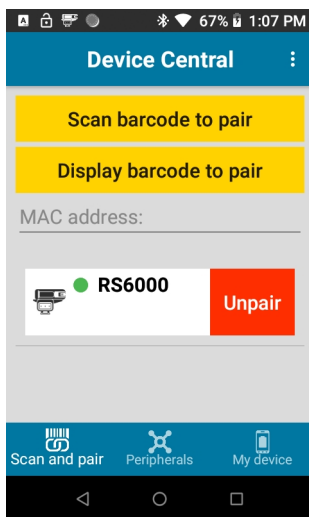 A 67% 1:07 PM
Device Central
Scan barcode to pair
Display barcode to pair
MAC address:
RS6000
Unpair
Scan and pair Peripherals My device